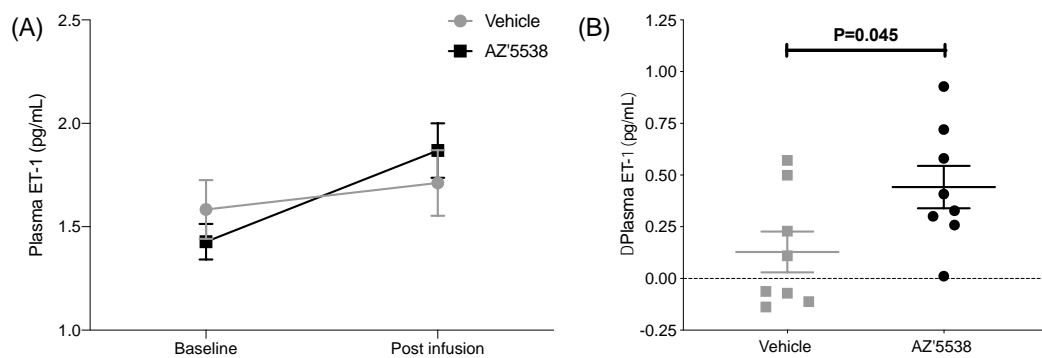 (A)
Plasma ET-1 (pg/mL)
2.5
2.0
1.5
1.0
Vehicle
AZ'5538
Baseline
Post infusion
(B)
P=0.045
DPlasma ET-1 (pg/mL)
1.25
1.00
0.75
0.50
0.25
0.00
-0.25
Vehicle
AZ'5538